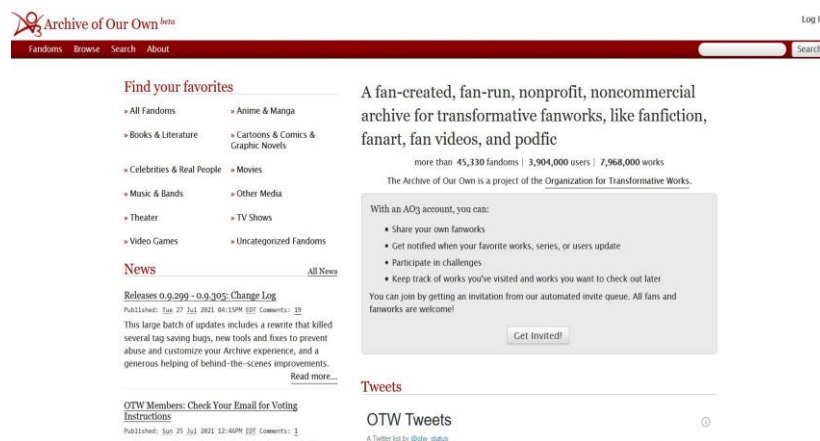 Archive of Our Own beta
Log I
Fandoms Browse Search About
Search
Find your favorites
» All Fandoms
» Anime & Manga
» Books & Literature
» Cartoons & Comics &
Graphic Novels
» Celebrities & Real People
» Movies
» Music & Bands
» Other Media
» Theater
» TV Shows
» Video Games
» Uncategorized Fandoms
News
All News
Releases 0.9.299 - 0.9.305: Change Log
Published: Tue 27 Jul 2021 04:15PM EDT Comments: 19
This large batch of updates includes a rewrite that killed
several tag saving bugs, new tools and fixes to prevent
abuse and customize your Archive experience, and a
generous helping of behind-the-scenes improvements.
Read more...
OTW Members: Check Your Email for Voting
Instructions
Published: Sun 25 Jul 2021 12:46PM EDT Comments: 1
A fan-created, fan-run, nonprofit, noncommercial
archive for transformative fanworks, like fanfiction,
fanart, fan videos, and podfic
more than 45,330 fandoms | 3,904,000 users | 7,968,000 works
The Archive of Our Own is a project of the Organization for Transformative Works.
With an AO3 account, you can:
• Share your own fanworks
• Get notified when your favorite works, series, or users update
• Participate in challenges
• Keep track of works you've visited and works you want to check out later
You can join by getting an invitation from our automated invite queue. All fans and
fanworks are welcome!
Get Invited!
Tweets
OTW Tweets
A Twitter list by @otw_status